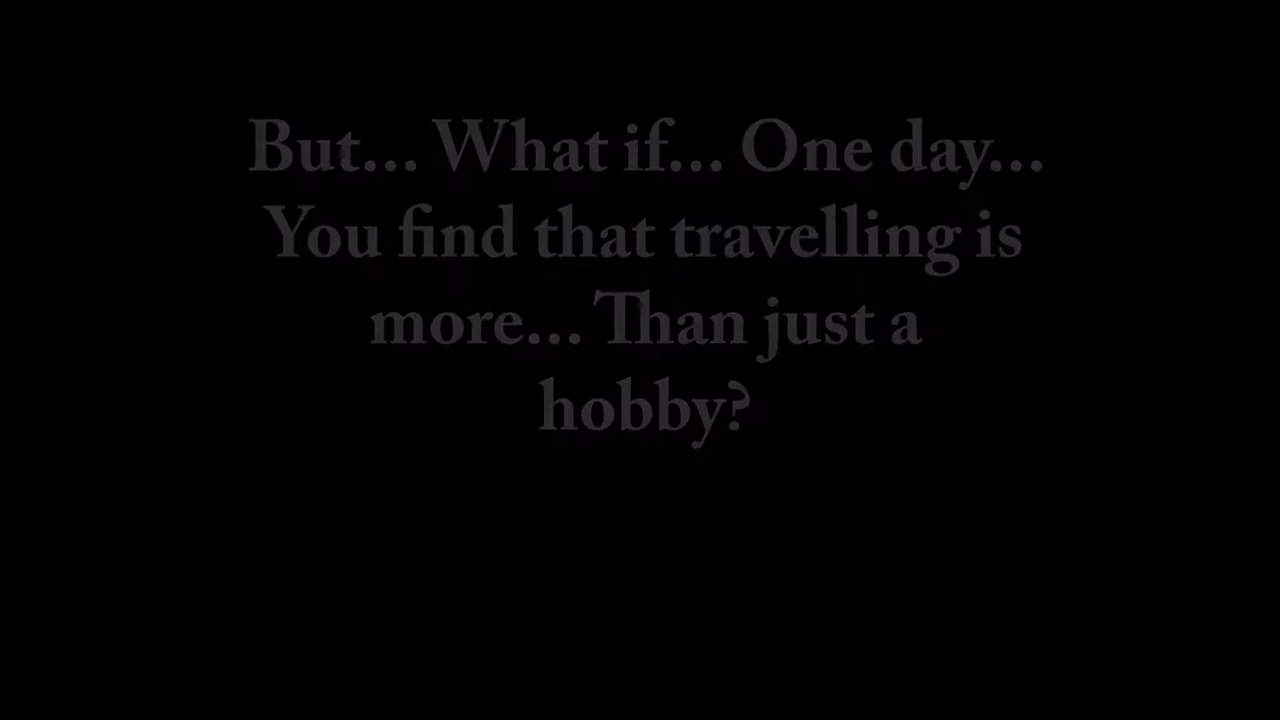 But... What if... One day...
You find that travelling is
more... Than just a
hobby?